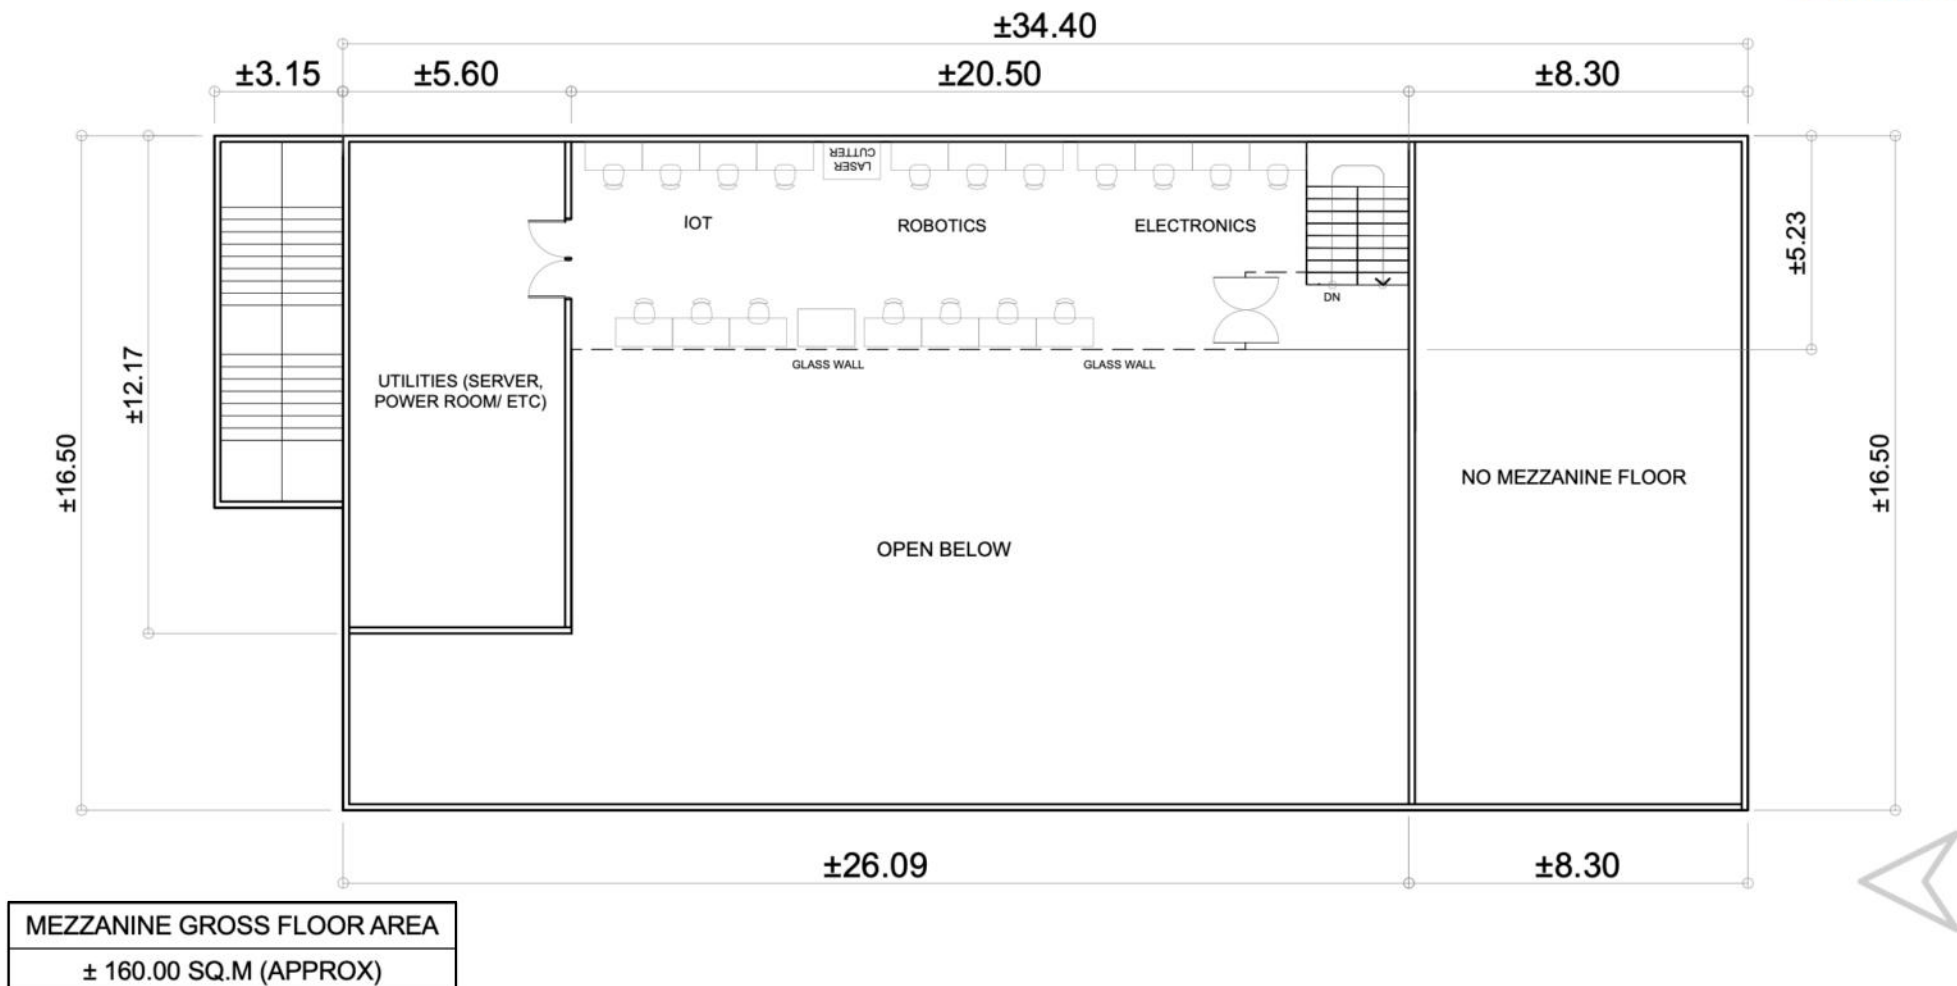 ±34.40
±3.15
±5.60
±20.50
±8.30
LASER
CUTTER
IOT
ROBOTICS
ELECTRONICS
±5.23
DN
±12.17
GLASS WALL
GLASS WALL
UTILITIES (SERVER,
POWER ROOM/ ETC)
±16.50
NO MEZZANINE FLOOR
±16.50
OPEN BELOW
±26.09
±8.30
MEZZANINE GROSS FLOOR AREA
± 160.00 SQ.M (APPROX)